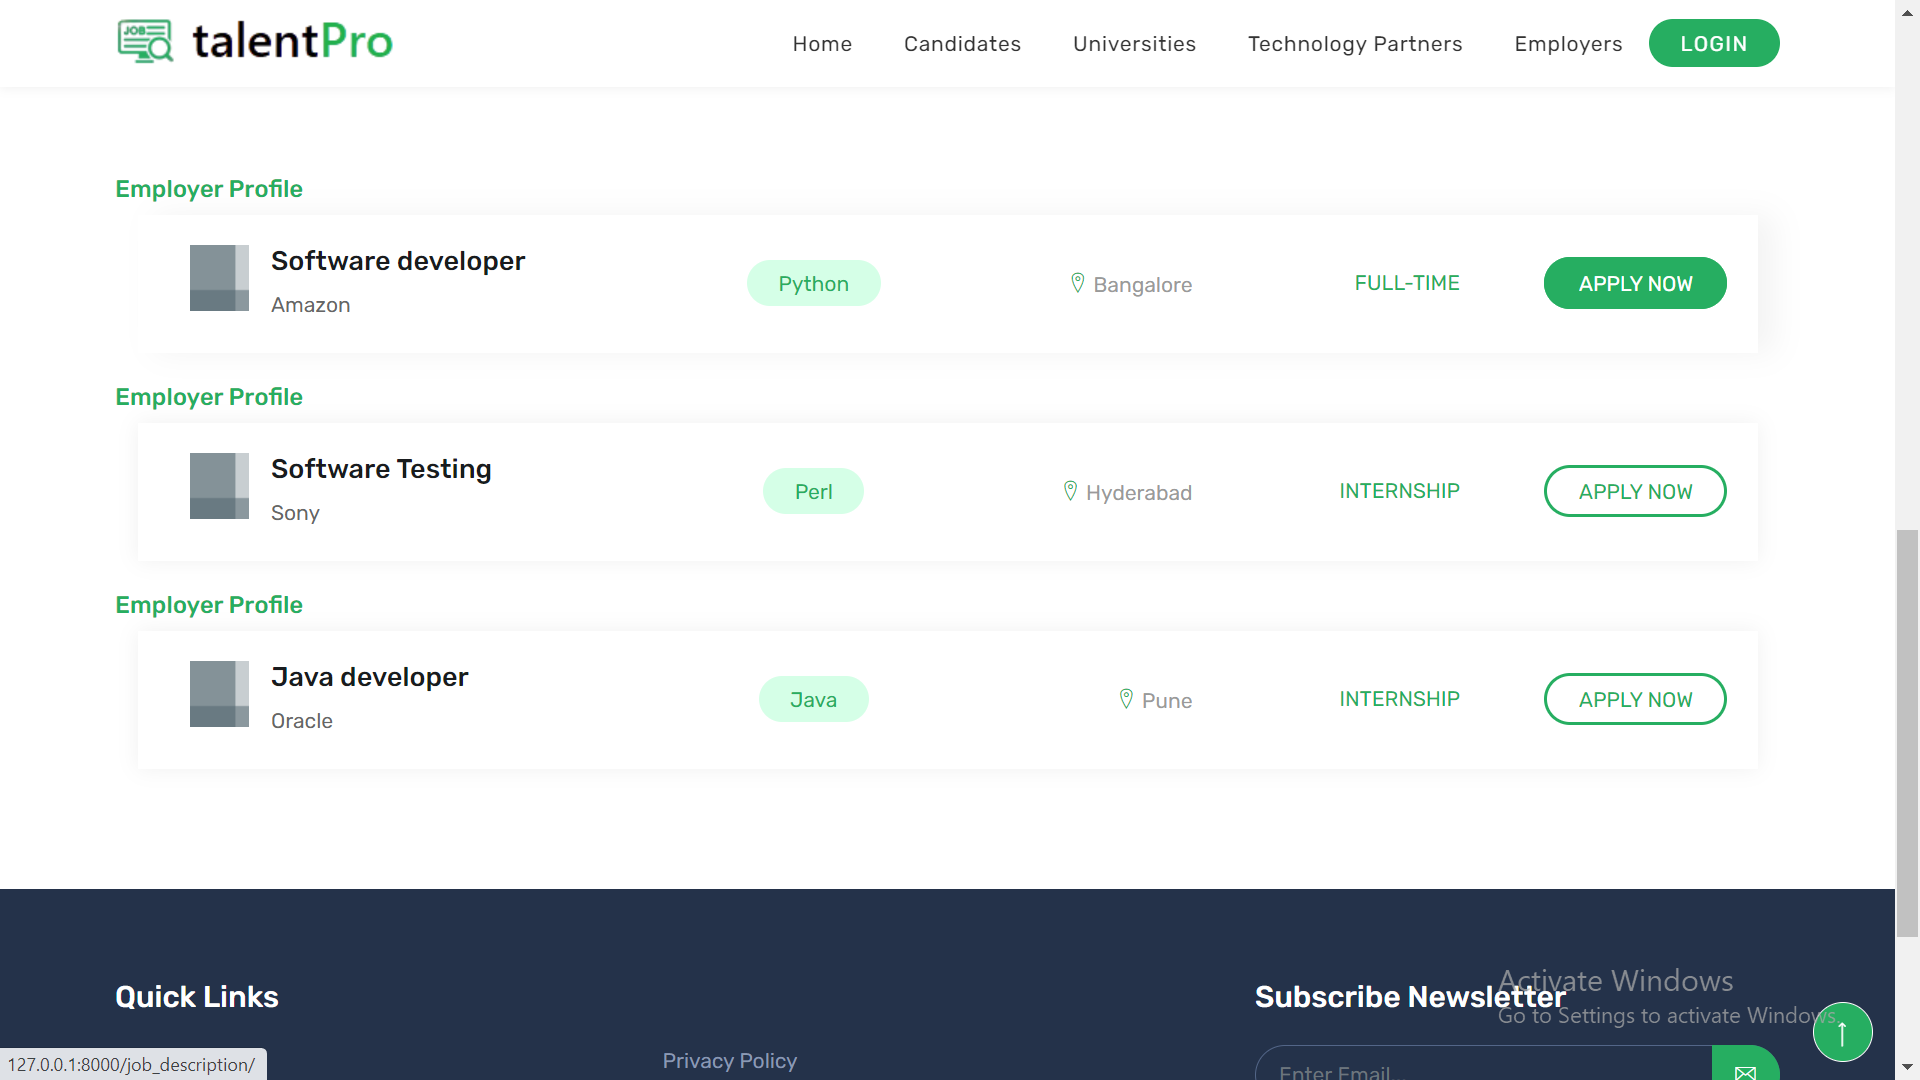 JOB talentPro
Home Candidates Universities Technology Partners Employers LOGIN
Employer Profile
Software developer
Amazon
Python
Bangalore
FULL-TIME
APPLY NOW
Employer Profile
Software Testing
Sony
Perl
Hyderabad
INTERNSHIP
APPLY NOW
Employer Profile
Java developer
Oracle
Java
Pune
INTERNSHIP
APPLY NOW
Quick Links
Privacy Policy
Subscribe Newsletter
Enter Email...
Activate Windows
Go to Settings to activate Windows.
127.0.0.1:8000/job_description/